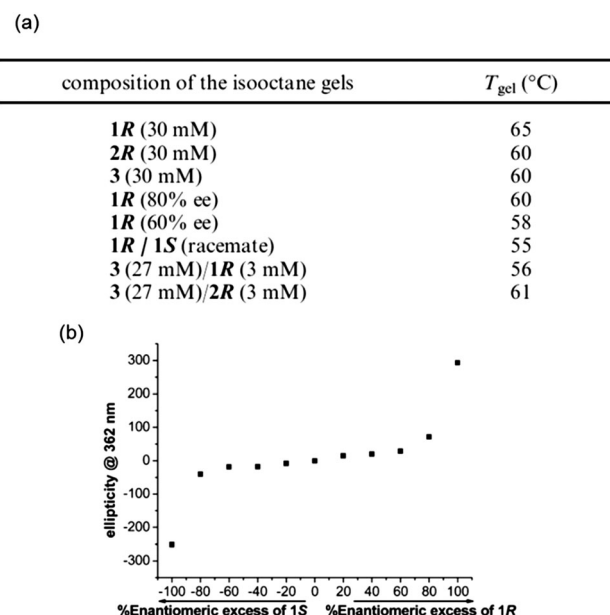 (a)
composition of the isooctane gels T_gel (°C)
1R (30 mM) 65
2R (30 mM) 60
3 (30 mM) 60
1R (80% ee) 60
1R (60% ee) 58
1R / 1S (racemate) 55
3 (27 mM)/1R (3 mM) 56
3 (27 mM)/2R (3 mM) 61
(b)
300
200
100
0
-100
-200
-300
ellipticity @ 362 nm
-100 -80 -60 -40 -20 0 20 40 60 80 100
%Enantiomeric excess of 1S %Enantiomeric excess of 1R